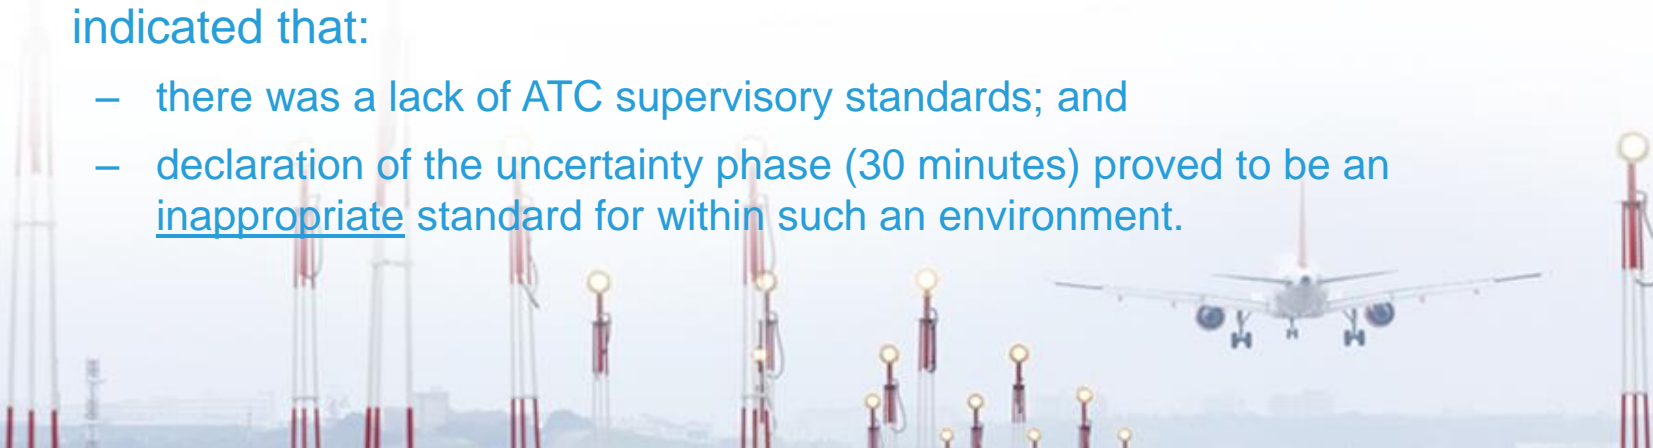 indicated that:
– there was a lack of ATC supervisory standards; and
– declaration of the uncertainty phase (30 minutes) proved to be an
inappropriate standard for within such an environment.